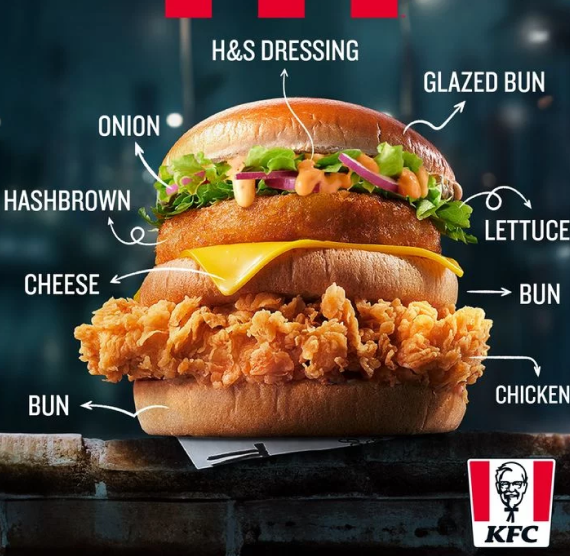 H&S DRESSING
GLAZED BUN
ONION
HASHBROWN
LETTUCE
CHEESE
BUN
CHICKEN
BUN
KFC